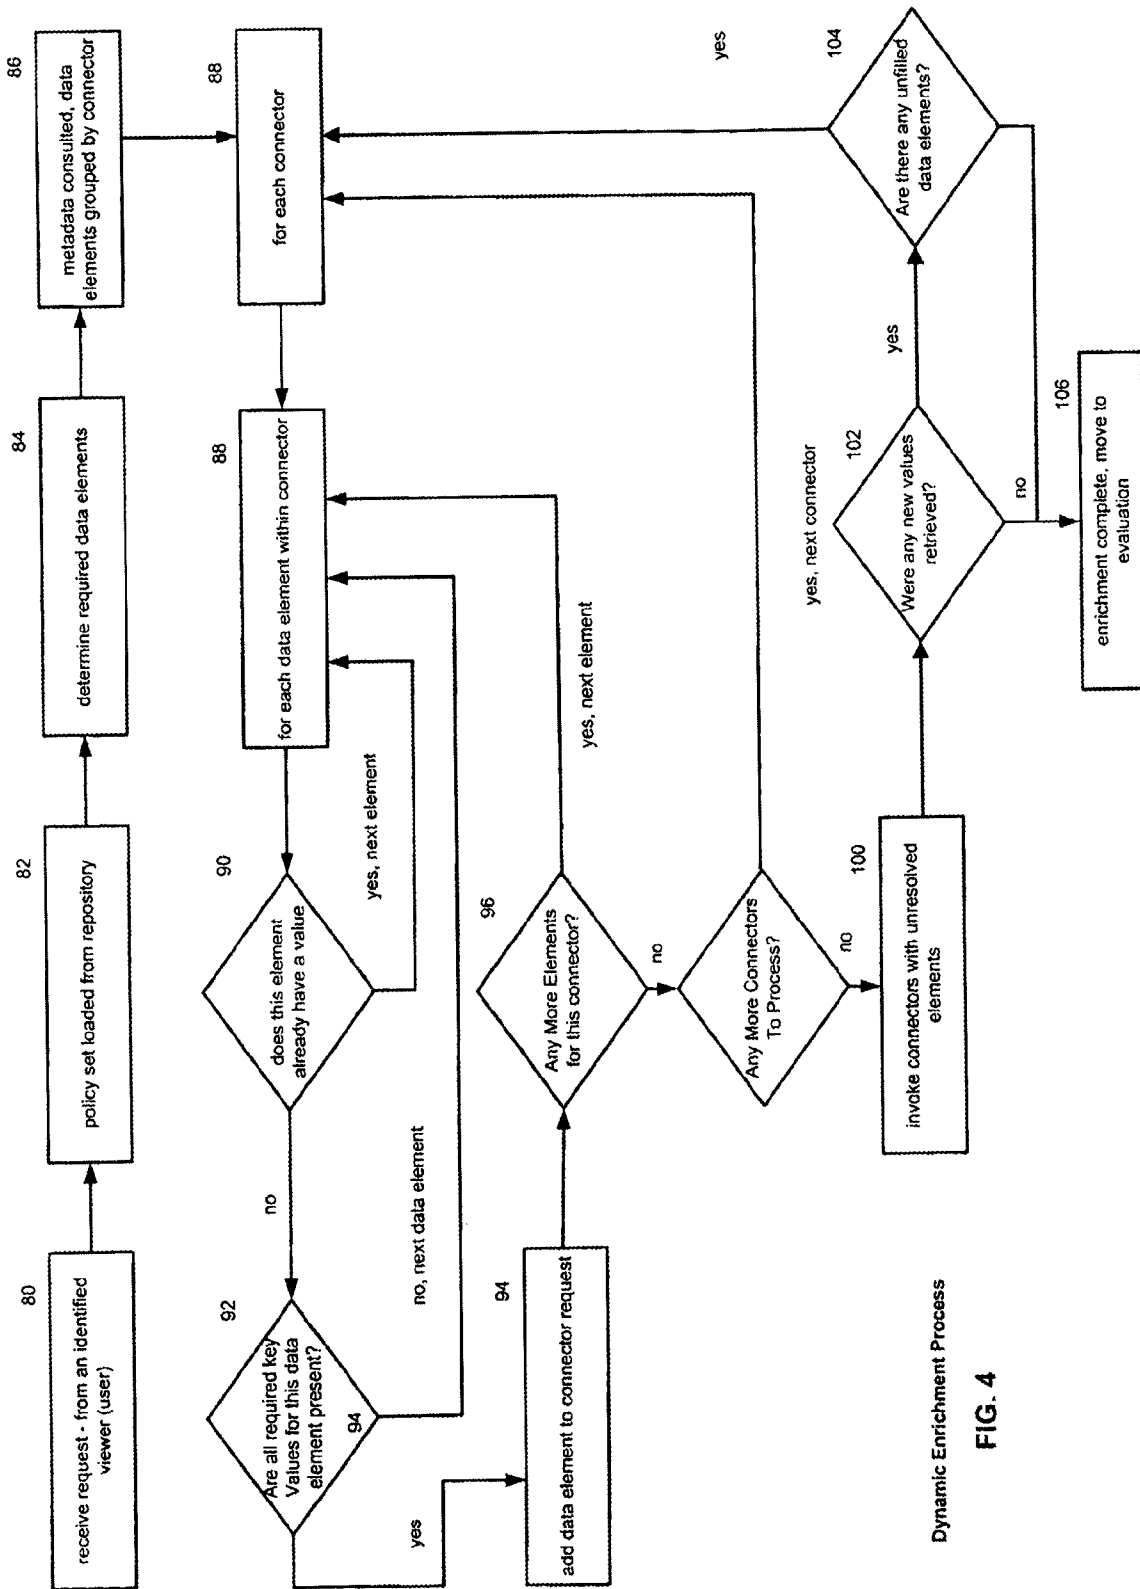 80
receive request - from an identified
viewer (user)
82
policy set loaded from repository
84
determine required data elements
86
metadata consulted, data
elements grouped by connector
88
for each connector
88
for each data element within connector
90
does this element
already have a value
yes, next element
no
92
Are all required key
Values for this data
element present?
94
no, next data element
yes
94
add data element to connector request
96
Any More Elements
for this connector?
yes, next element
no
Any More Connectors
To Process?
yes, next connector
no
100
invoke connectors with unresolved
elements
102
Were any new values
retrieved?
yes
no
104
Are there any unfilled
data elements?
yes
106
enrichment complete, move to
evaluation
Dynamic Enrichment Process
FIG. 4